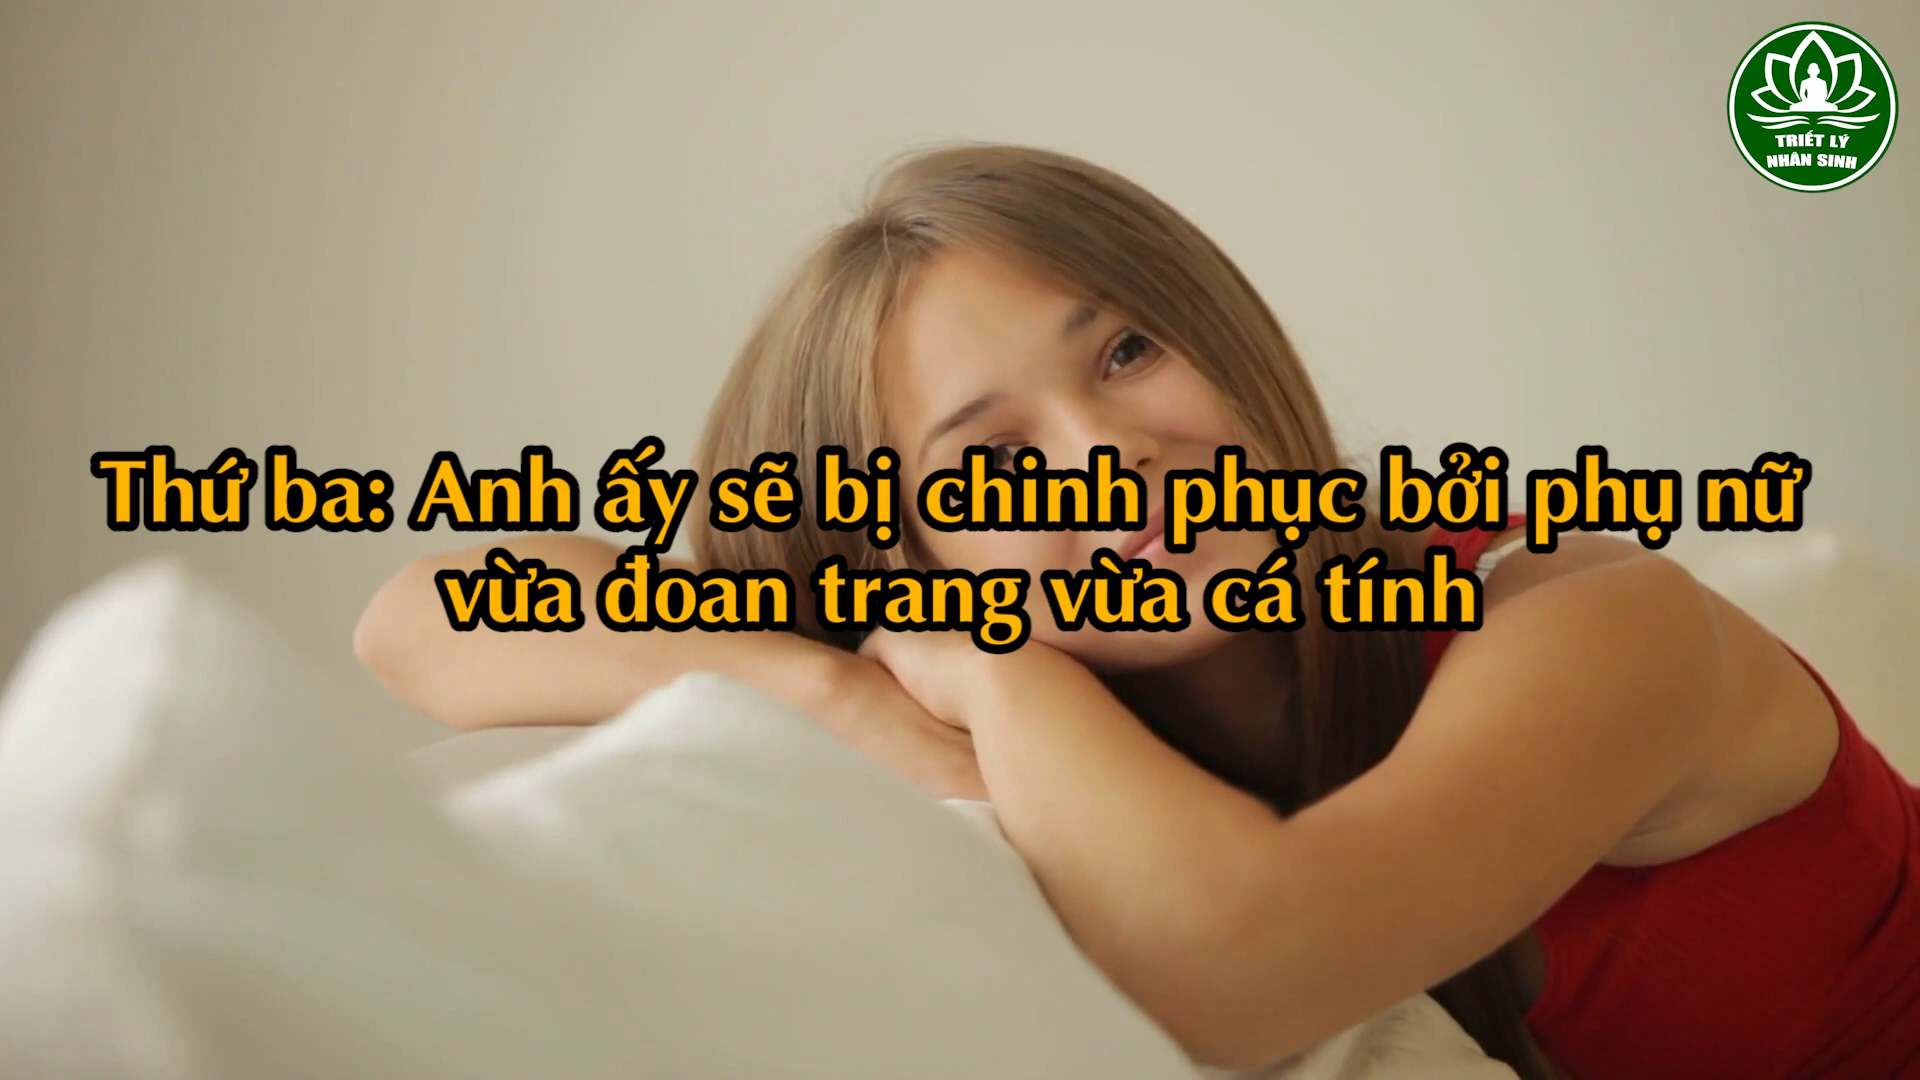 TRIẾT LÝ
NHÂN SINH
Thứ ba: Anh ấy sẽ bị chinh phục bởi phụ nữ
vừa đoan trang vừa cá tính